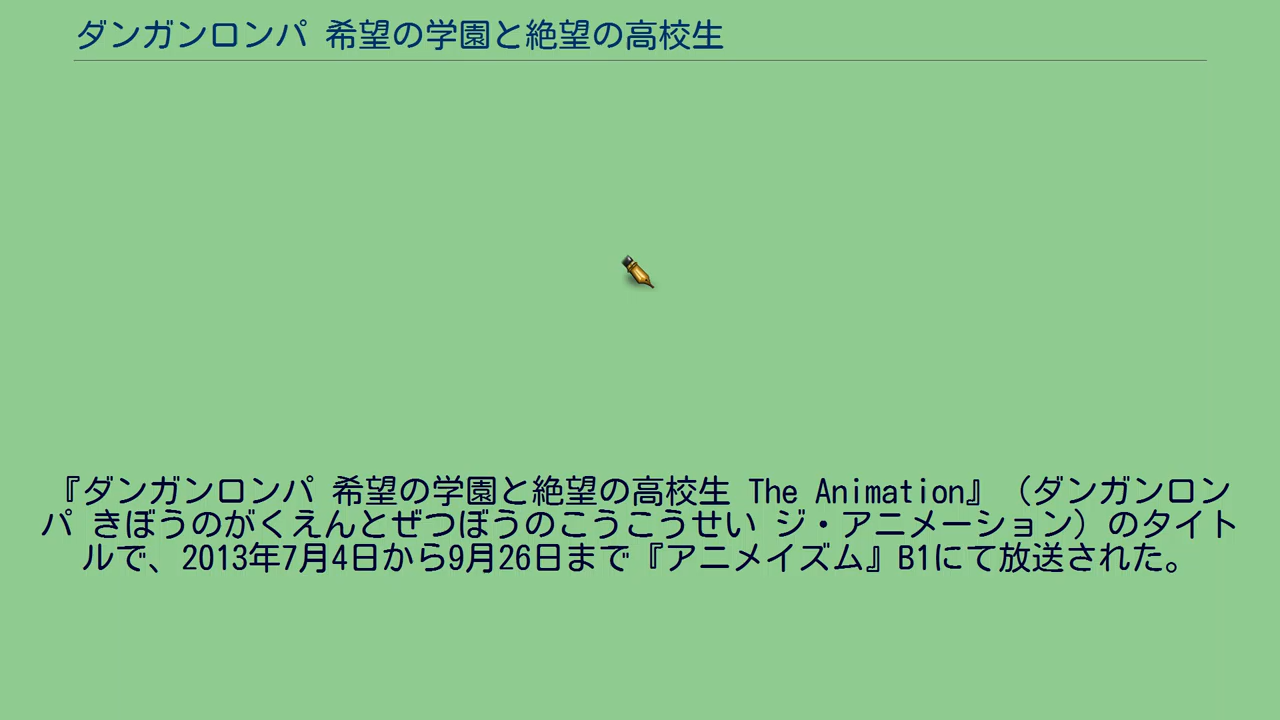 ダンガンロンパ 希望の学園と絶望の高校生
『ダンガンロンパ 希望の学園と絶望の高校生 The Animation』（ダンガンロン
パ きぼうのがくえんとぜつぼうのこうこうせい ジ・アニメーション）のタイト
ルで、2013年7月4日から9月26日まで『アニメイズム』B1にて放送された。